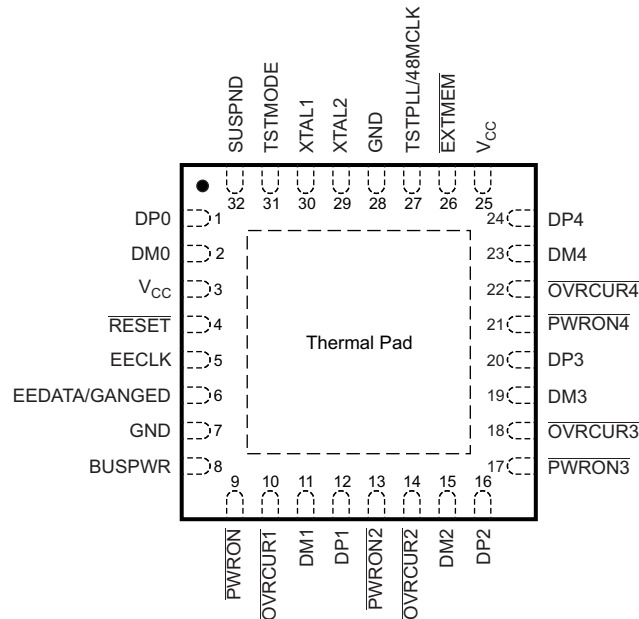 SUSPND
TSTMODE
XTAL1
XTAL2
GND
TSTPLL/48MCLK
EXTMEM
VCC
32
31
30
29
28
27
26
25
DP0
1
24
DP4
DM0
2
23
DM4
VCC
3
22
OVRCUR4
RESET
4
21
PWRON4
Thermal Pad
EECLK
5
20
DP3
EEDATA/GANGED
6
19
DM3
GND
7
18
OVRCUR3
BUSPWR
8
17
PWRON3
9
10
11
12
13
14
15
16
PWRON
OVRCUR1
DM1
DP1
PWRON2
OVRCUR2
DM2
DP2